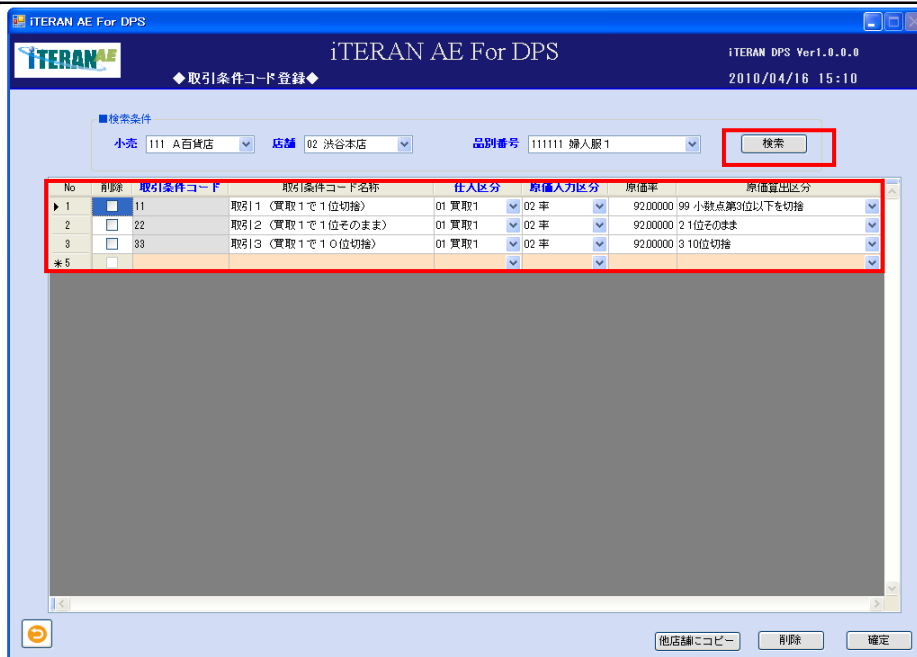 iTERAN AE For DPS
iTERAN AE
iTERAN AE For DPS
iTERAN DPS Ver1.0.0.0
◆取引条件コード登録◆
2010/04/16 15:10
■検索条件
小売 111 A百貨店 店舗 02 渋谷本店 品別番号 111111 婦人服1 検索
No 削除 取引条件コード 取引条件コード名称 仕入区分 原価入力区分 原価率 原価算出区分
1 11 取引1(買取1で1位切捨) 01 買取1 02 率 92.00000 99 小数点第3位以下を切捨
2 22 取引2(買取1で1位そのまま) 01 買取1 02 率 92.00000 2 1位そのまま
3 33 取引3(買取1で10位切捨) 01 買取1 02 率 92.00000 3 10位切捨
*5
他店舗にコピー 削除 確定